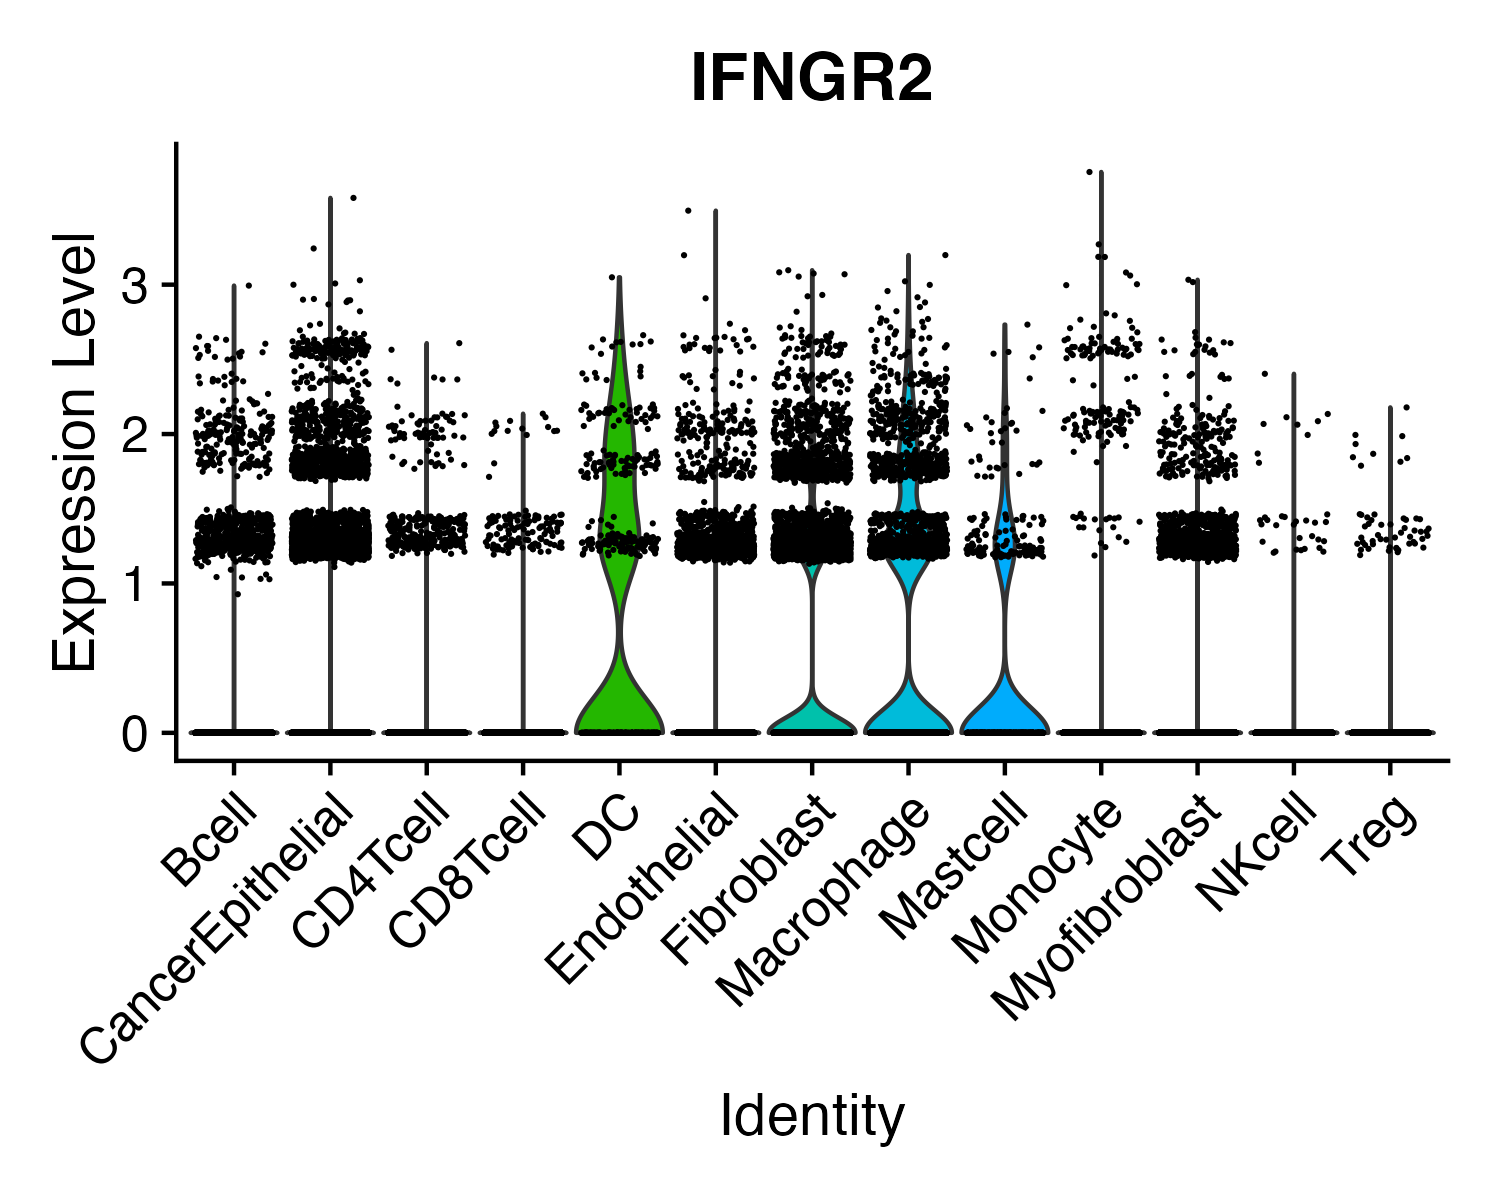 IFNGR2
Expression Level
3
2
1
0
Bcell
CancerEpithelial
CD4Tcell
CD8Tcell
DC
Endothelial
Fibroblast
Macrophage
Mastcell
Monocyte
Myofibroblast
NKcell
Treg
Identity